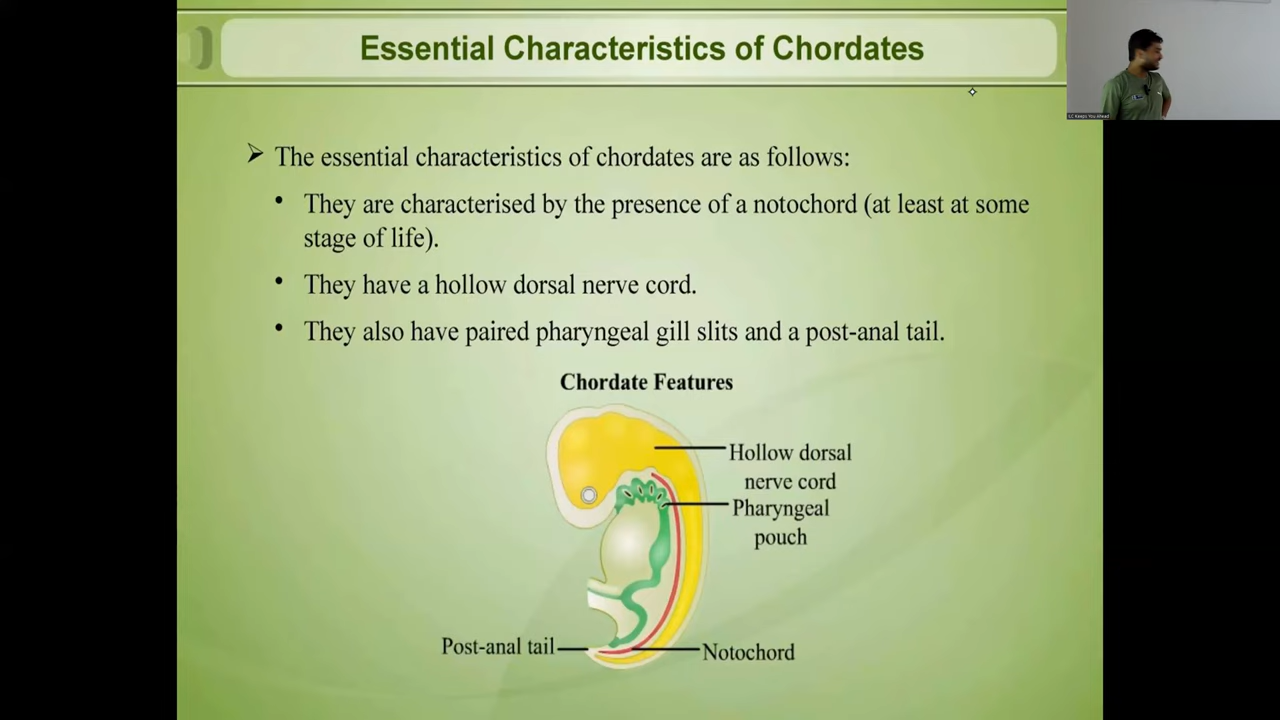 Essential Characteristics of Chordates
The essential characteristics of chordates are as follows:
They are characterised by the presence of a notochord (at least at some
stage of life).
They have a hollow dorsal nerve cord.
They also have paired pharyngeal gill slits and a post-anal tail.
Chordate Features
Hollow dorsal
nerve cord
Pharyngeal
pouch
Post-anal tail
Notochord